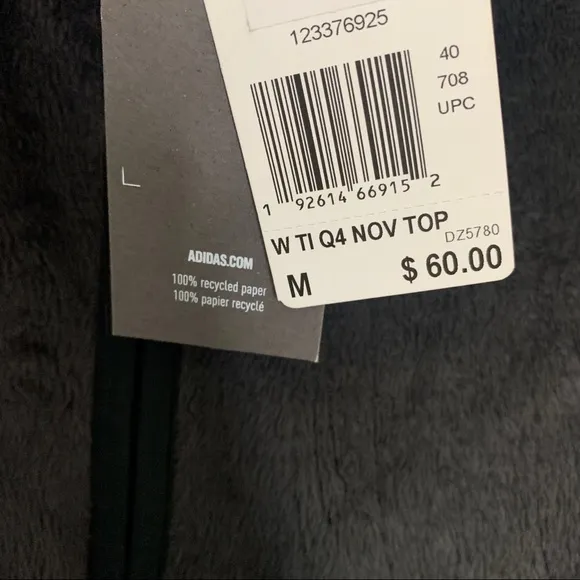 123376925
40
708
UPC
1 92614 66915 2
W TI Q4 NOV TOP DZ5780
M $ 60.00
ADIDAS.COM
100% recycled paper
100% papier recyclé